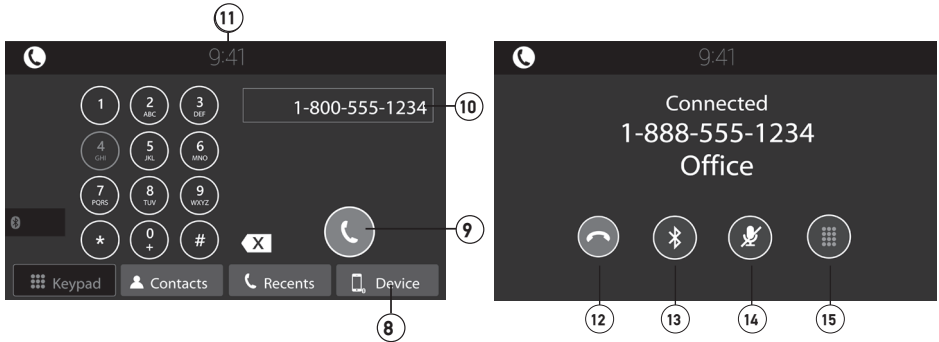 11
9:41
1 2 ABC 3 DEF
1-800-555-1234 10
4 GHI 5 JKL 6 MNO
7 PQRS 8 TUV 9 WXYZ
9
* 0 + #
X
Keypad Contacts Recents Device
8
9:41
Connected
1-888-555-1234
Office
12 13 14 15